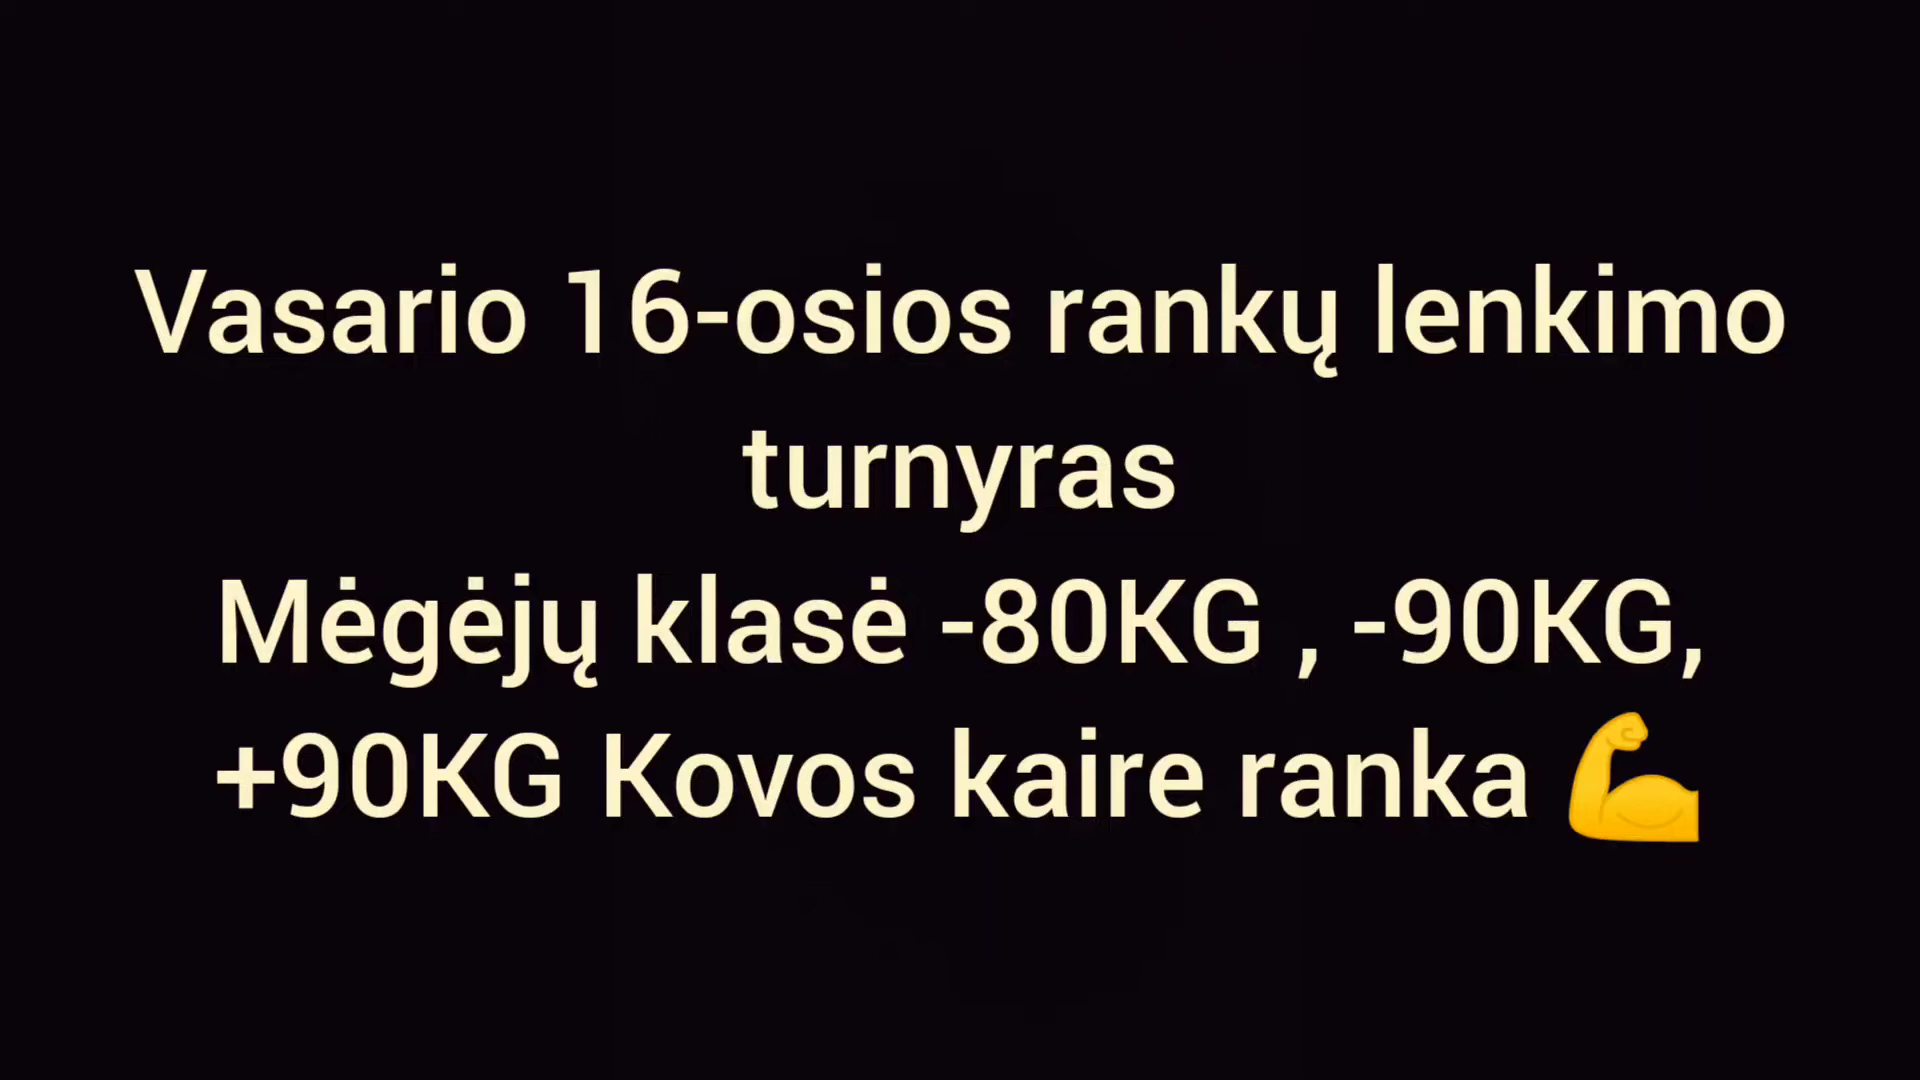 Vasario 16-osios rankų lenkimo
turnyras
Mėgėjų klasė -80KG , -90KG,
+90KG Kovos kaire ranka 💪